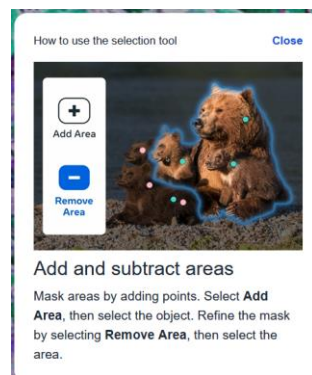 How to use the selection tool
Close
Add Area
Remove
Area
Add and subtract areas
Mask areas by adding points. Select Add
Area, then select the object. Refine the mask
by selecting Remove Area, then select the
area.